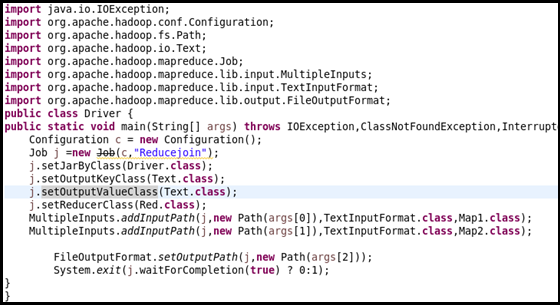 import java.io.IOException;
import org.apache.hadoop.conf.Configuration;
import org.apache.hadoop.fs.Path;
import org.apache.hadoop.io.Text;
import org.apache.hadoop.mapreduce.Job;
import org.apache.hadoop.mapreduce.lib.input.MultipleInputs;
import org.apache.hadoop.mapreduce.lib.input.TextInputFormat;
import org.apache.hadoop.mapreduce.lib.output.FileOutputFormat;
public class Driver {
public static void main(String[] args) throws IOException,ClassNotFoundException,Interrupt
Configuration c = new Configuration();
Job j =new Job(c,"Reducejoin");
j.setJarByClass(Driver.class);
j.setOutputKeyClass(Text.class);
j.setOutputValueClass(Text.class);
j.setReducerClass(Red.class);
MultipleInputs.addInputPath(j,new Path(args[0]),TextInputFormat.class,Map1.class);
MultipleInputs.addInputPath(j,new Path(args[1]),TextInputFormat.class,Map2.class);
FileOutputFormat.setOutputPath(j,new Path(args[2]));
System.exit(j.waitForCompletion(true) ? 0:1);
}
}